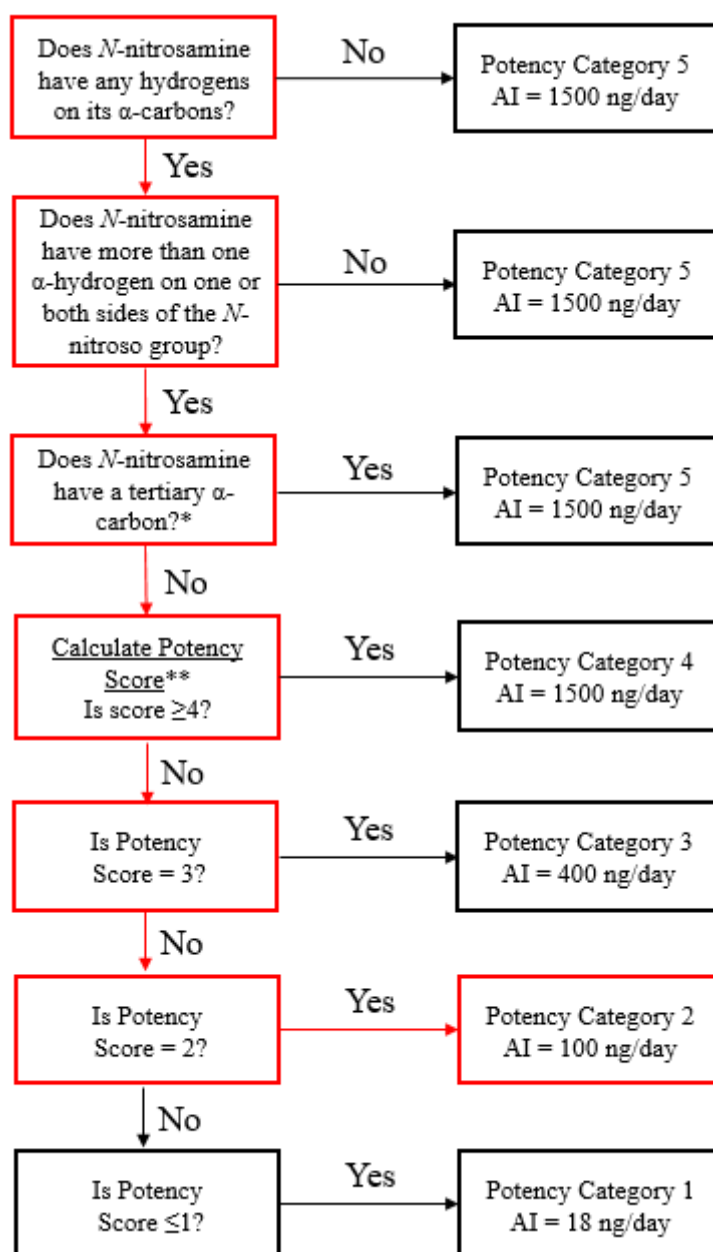 Does N-nitrosamine
have any hydrogens
on its α-carbons?
No
Potency Category 5
AI = 1500 ng/day
Yes
Does N-nitrosamine
have more than one
α-hydrogen on one or
both sides of the N-
nitroso group?
No
Potency Category 5
AI = 1500 ng/day
Yes
Does N-nitrosamine
have a tertiary α-
carbon?*
Yes
Potency Category 5
AI = 1500 ng/day
No
Calculate Potency
Score**
Is score ≥4?
Yes
Potency Category 4
AI = 1500 ng/day
No
Is Potency
Score = 3?
Yes
Potency Category 3
AI = 400 ng/day
No
Is Potency
Score = 2?
Yes
Potency Category 2
AI = 100 ng/day
No
Is Potency
Score ≤1?
Yes
Potency Category 1
AI = 18 ng/day